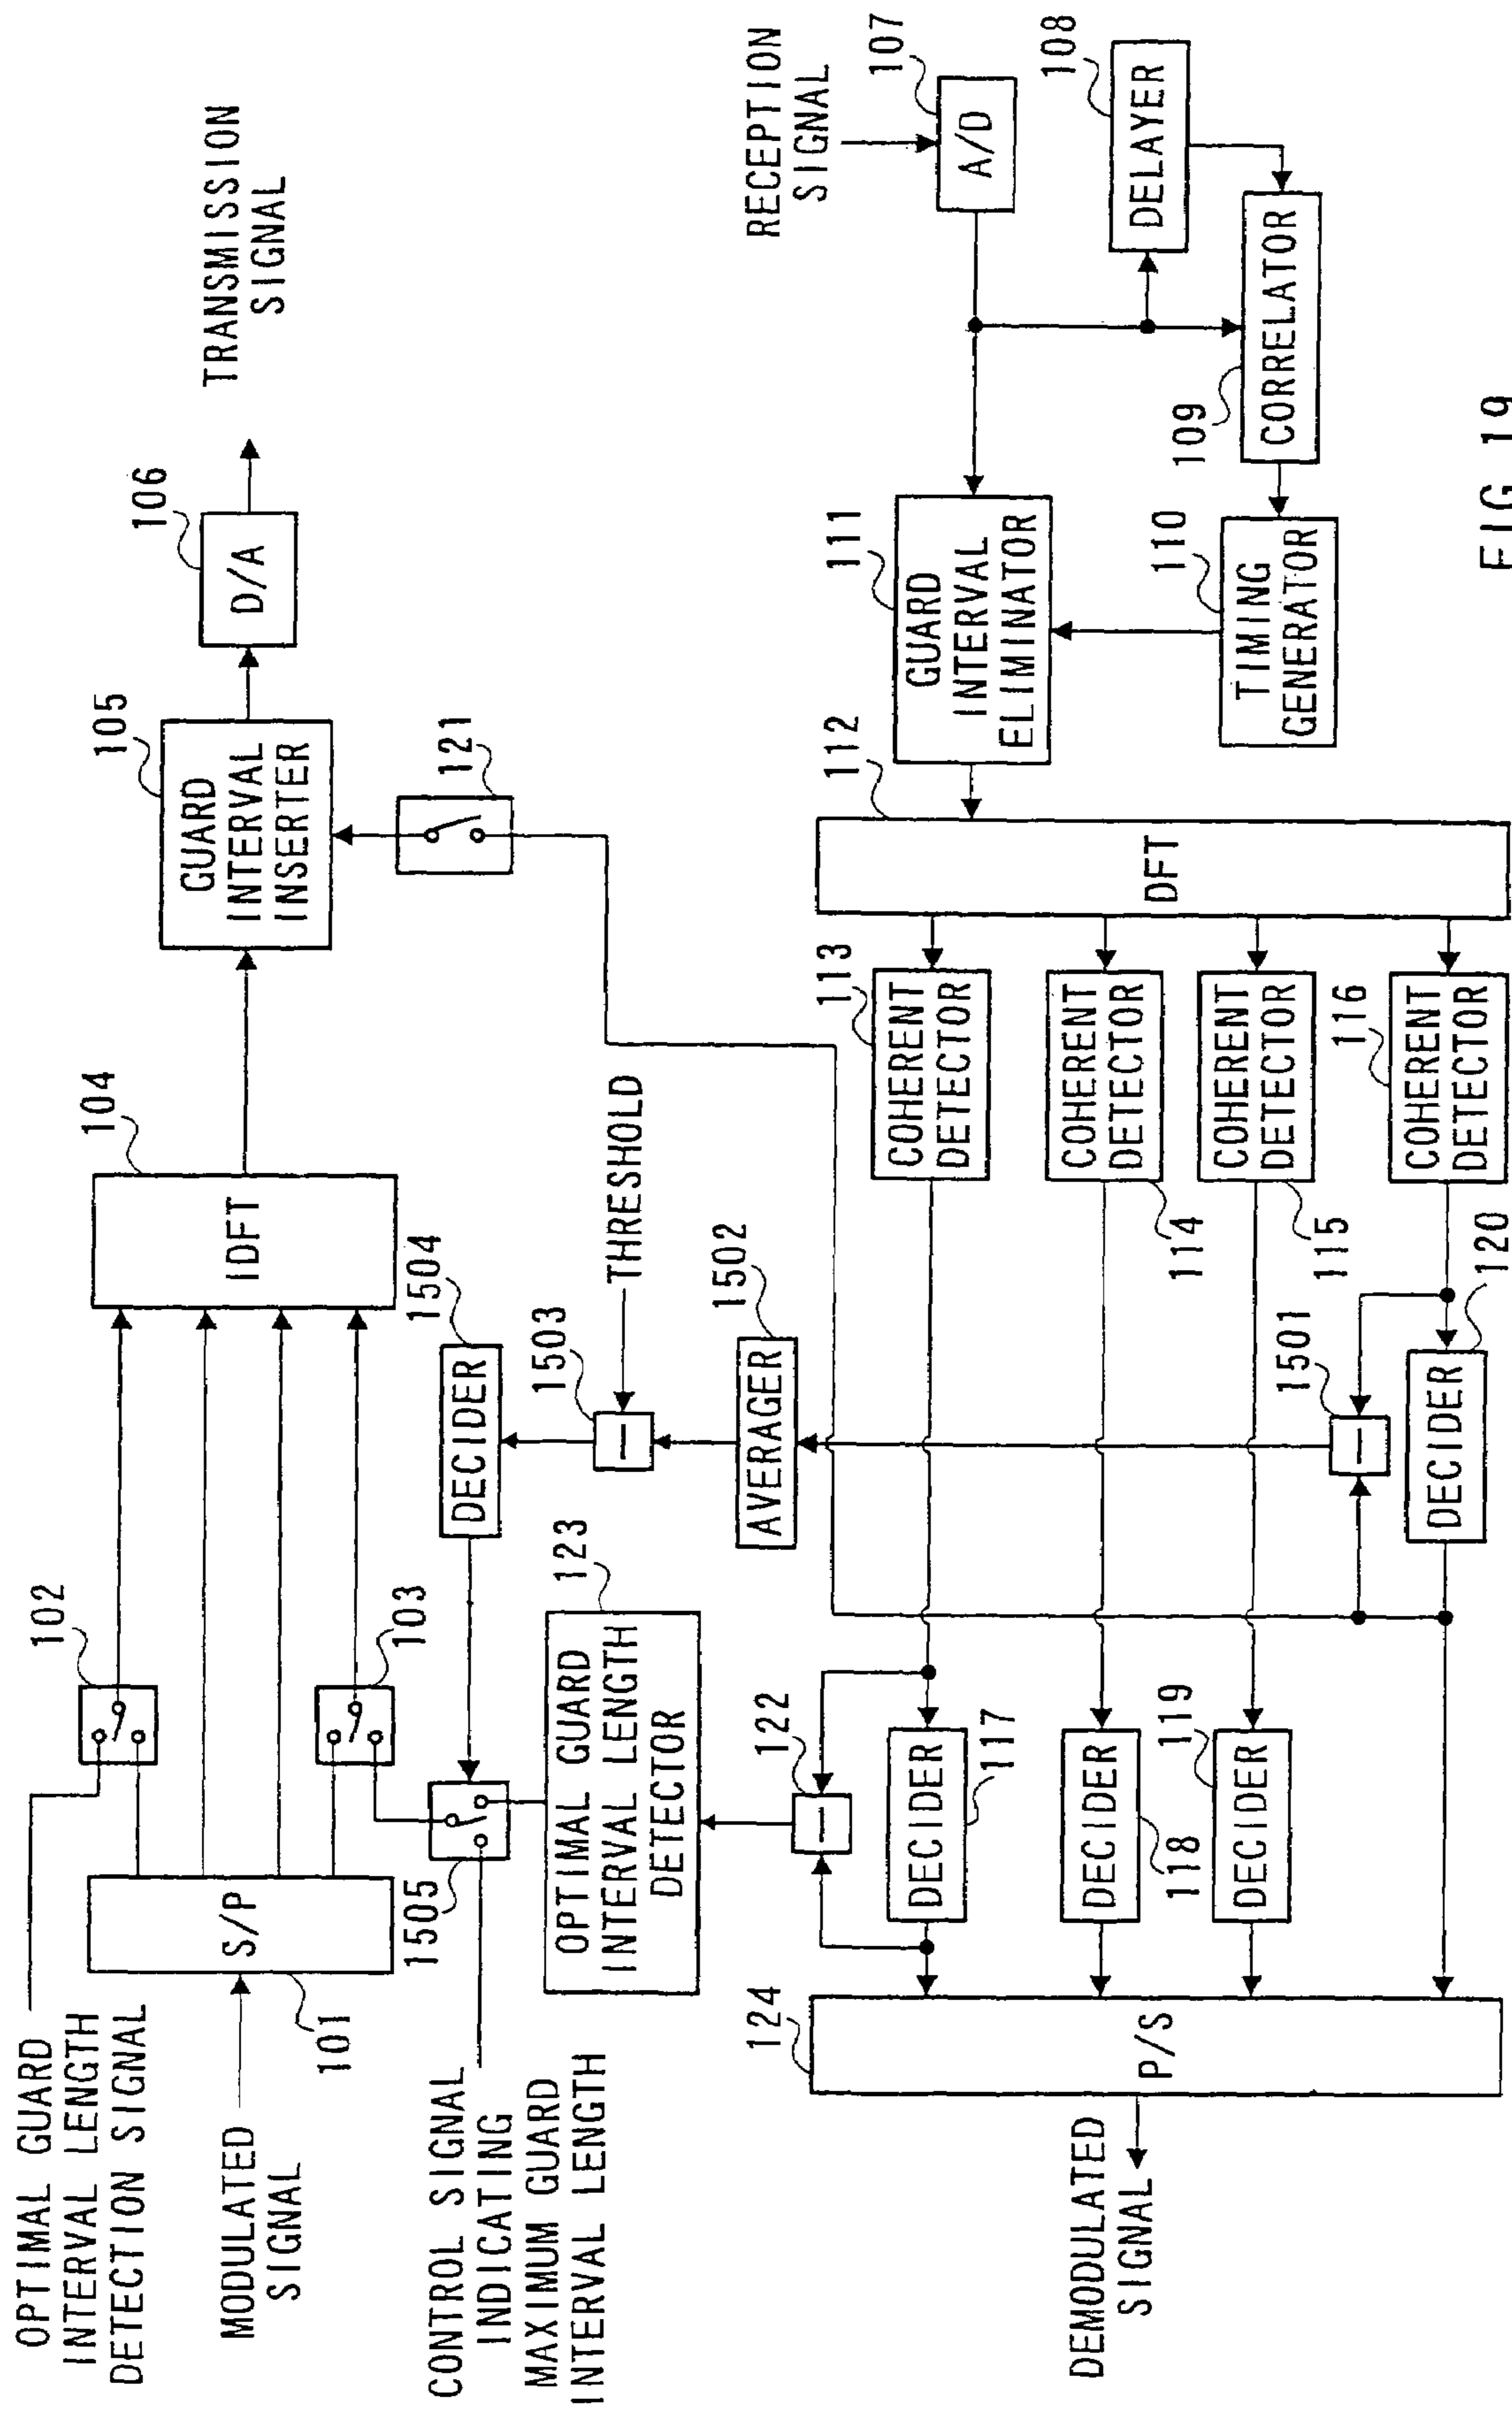 OPTIMAL GUARD
INTERVAL LENGTH
DETECTION SIGNAL
MODULATED
SIGNAL
101
S/P
102
103
104
IDFT
105
GUARD
INTERVAL
INSERTER
106
D/A
TRANSMISSION
SIGNAL
121
CONTROL SIGNAL
INDICATING
MAXIMUM GUARD
INTERVAL LENGTH
1505
123
OPTIMAL GUARD
INTERVAL LENGTH
DETECTOR
1504
DECIDER
1503
THRESHOLD
1502
AVERAGER
122
RECEPTION
SIGNAL
107
A/D
108
DELAYER
109
CORRELATOR
110
TIMING
GENERATOR
111
GUARD
INTERVAL
ELIMINATOR
112
DFT
113
COHERENT
DETECTOR
COHERENT
DETECTOR
114
COHERENT
DETECTOR
115
116
COHERENT
DETECTOR
1501
120
DECIDER
DECIDER
117
DECIDER
118
119
DECIDER
124
P/S
DEMODULATED
SIGNAL
FIG.19